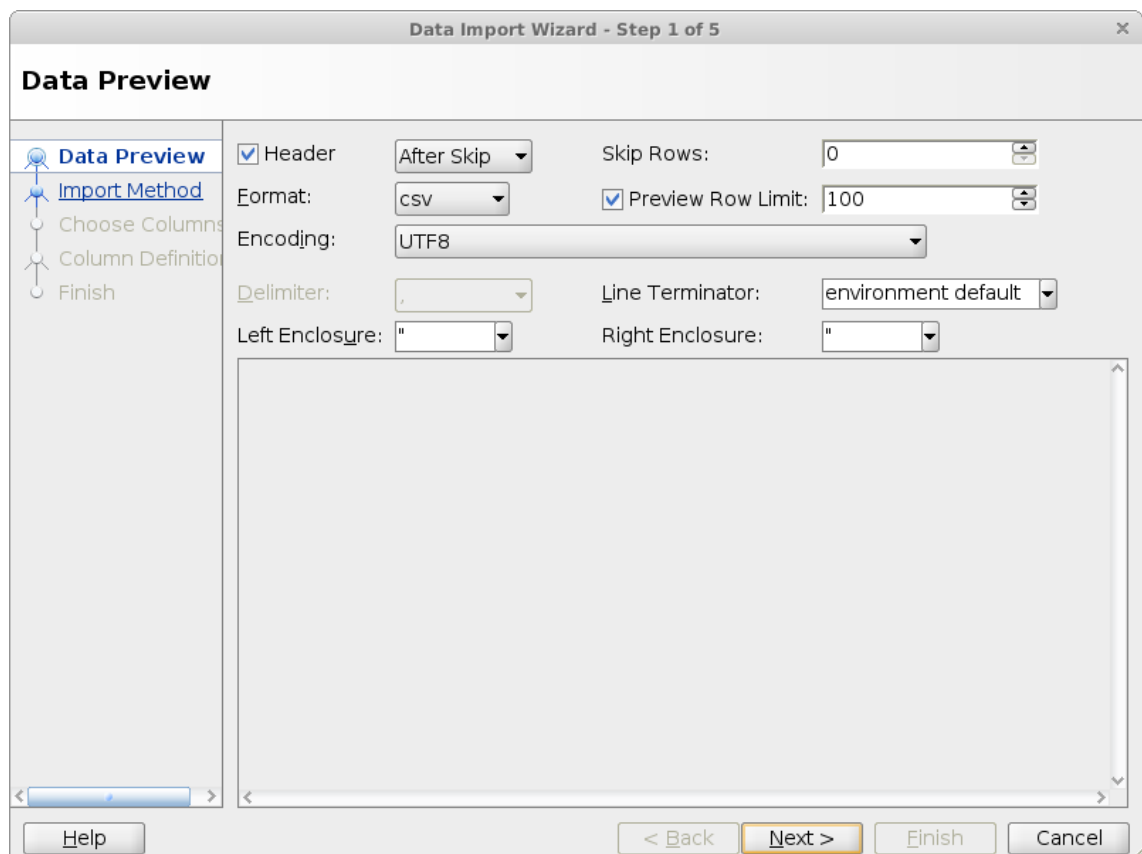 Data Import Wizard - Step 1 of 5
Data Preview
Data Preview
Import Method
Choose Columns
Column Definitio
Finish
Header After Skip Skip Rows: 0
Format: csv Preview Row Limit: 100
Encoding: UTF8
Delimiter: , Line Terminator: environment default
Left Enclosure: " Right Enclosure: "
Help < Back Next > Finish Cancel